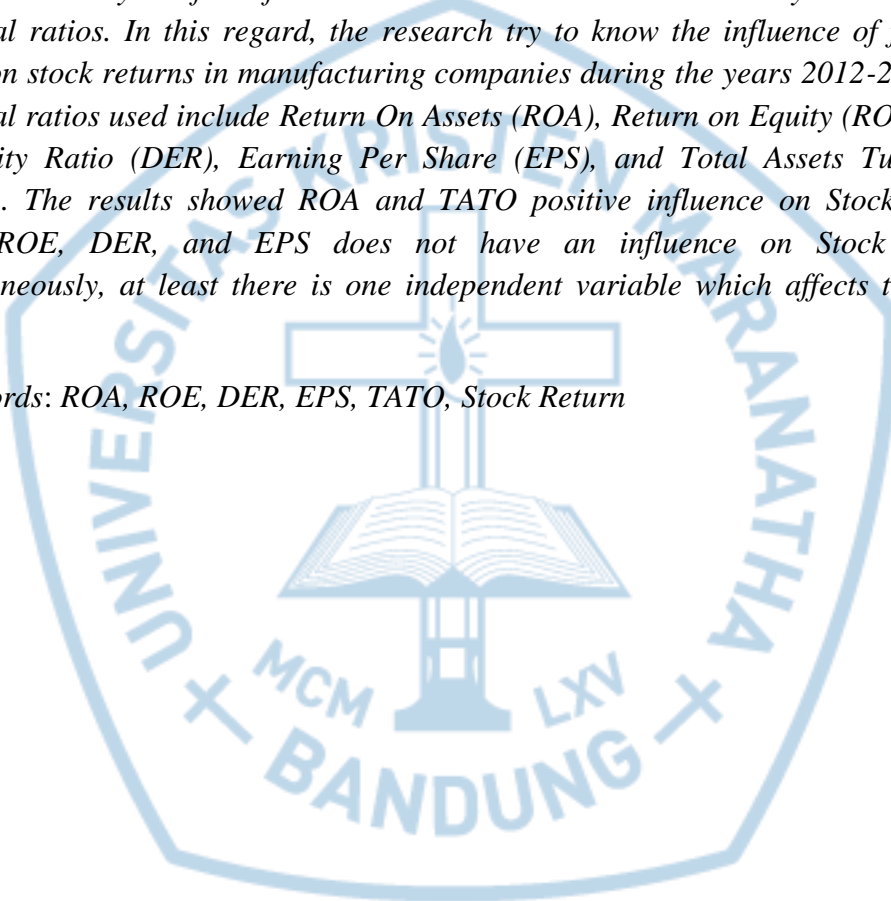 al ratios. In this regard, the research try to know the influence of
on stock returns in manufacturing companies during the years 2012-2
al ratios used include Return On Assets (ROA), Return on Equity (RO
ity Ratio (DER), Earning Per Share (EPS), and Total Assets Tu
. The results showed ROA and TATO positive influence on Stock
ROE, DER, and EPS does not have an influence on Stock
neously, at least there is one independent variable which affects t
ords: ROA, ROE, DER, EPS, TATO, Stock Return
UNIVERSITAS KRISTEN MARANATHA
MCM LXV
BANDUNG